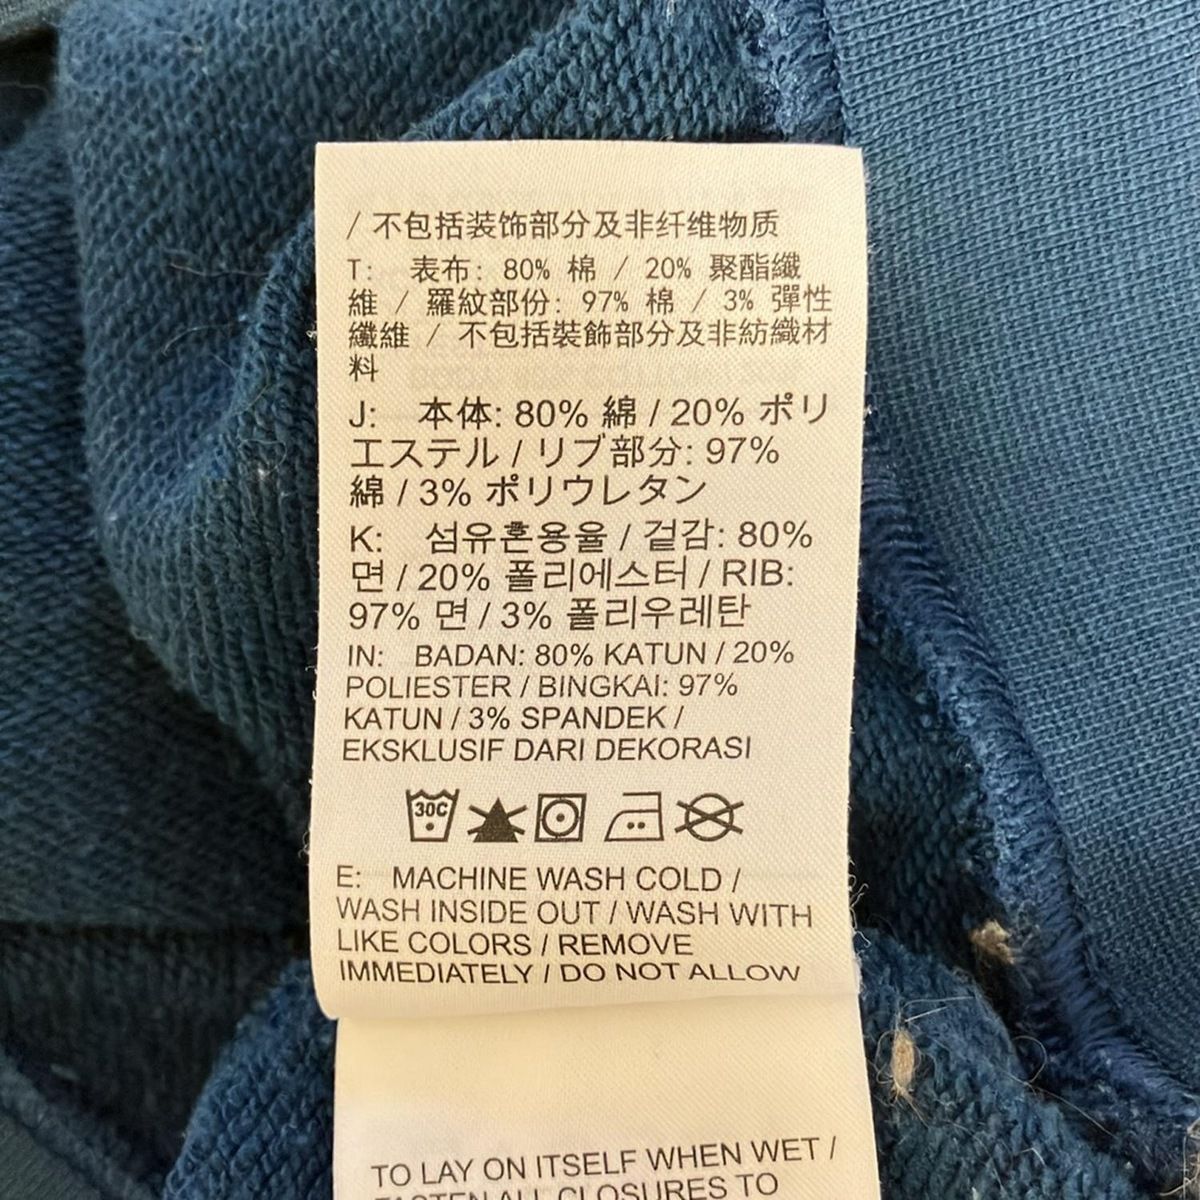 / 不包括装饰部分及非纤维物质
T: 表布: 80% 棉 / 20% 聚酯纖
維 / 羅紋部份: 97% 棉 / 3% 彈性
纖維 / 不包括裝飾部分及非紡織材
料
J: 本体: 80% 綿 / 20% ポリ
エステル / リブ部分: 97%
綿 / 3% ポリウレタン
K: 섬유혼용율 / 겉감: 80%
면 / 20% 폴리에스터 / RIB:
97% 면 / 3% 폴리우레탄
IN: BADAN: 80% KATUN / 20%
POLIESTER / BINGKAI: 97%
KATUN / 3% SPANDEK /
EKSKLUSIF DARI DEKORASI
30C
E: MACHINE WASH COLD /
WASH INSIDE OUT / WASH WITH
LIKE COLORS / REMOVE
IMMEDIATELY / DO NOT ALLOW
TO LAY ON ITSELF WHEN WET /
FASTEN ALL CLOSURES TO